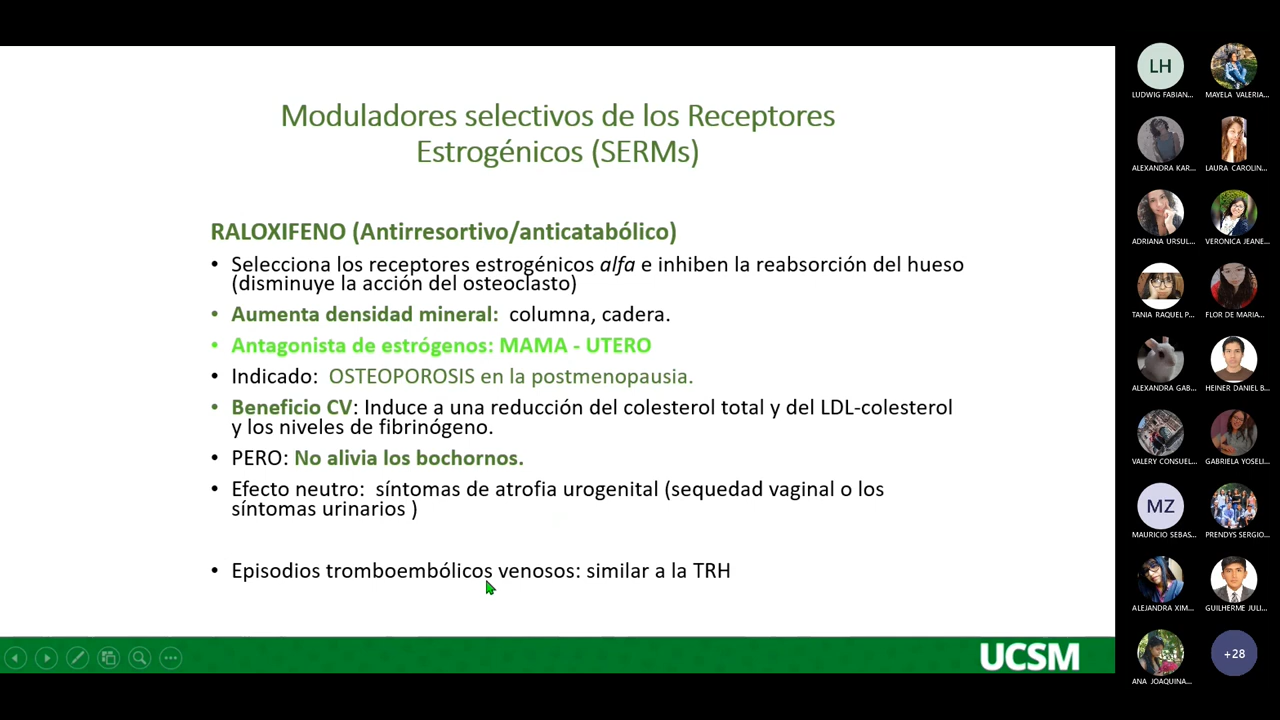 Moduladores selectivos de los Receptores
Estrogénicos (SERMs)
RALOXIFENO (Antirresortivo/anticatabólico)
• Selecciona los receptores estrogénicos alfa e inhiben la reabsorción del hueso
(disminuye la acción del osteoclasto)
• Aumenta densidad mineral: columna, cadera.
• Antagonista de estrógenos: MAMA - UTERO
• Indicado: OSTEOPOROSIS en la postmenopausia.
• Beneficio CV: Induce a una reducción del colesterol total y del LDL-colesterol
y los niveles de fibrinógeno.
• PERO: No alivia los bochornos.
• Efecto neutro: síntomas de atrofia urogenital (sequedad vaginal o los
síntomas urinarios )
• Episodios tromboembólicos venosos: similar a la TRH
UCSM
LH
LUDWIG FABIAN...
MAYELA VALERIA...
ALEXANDRA KAR...
LAURA CAROLIN...
ADRIANA URSUL...
VERONICA JEANE...
TANIA RAQUEL P...
FLOR DE MARIA...
ALEXANDRA GAB...
HEINER DANIEL B...
VALERY CONSUEL...
GABRIELA YOSELI...
MZ
MAURICIO SEBAS...
PRENDYS SERGIO...
ALEJANDRA XIM...
GUILHERME JULI...
ANA JOAQUINA...
+28